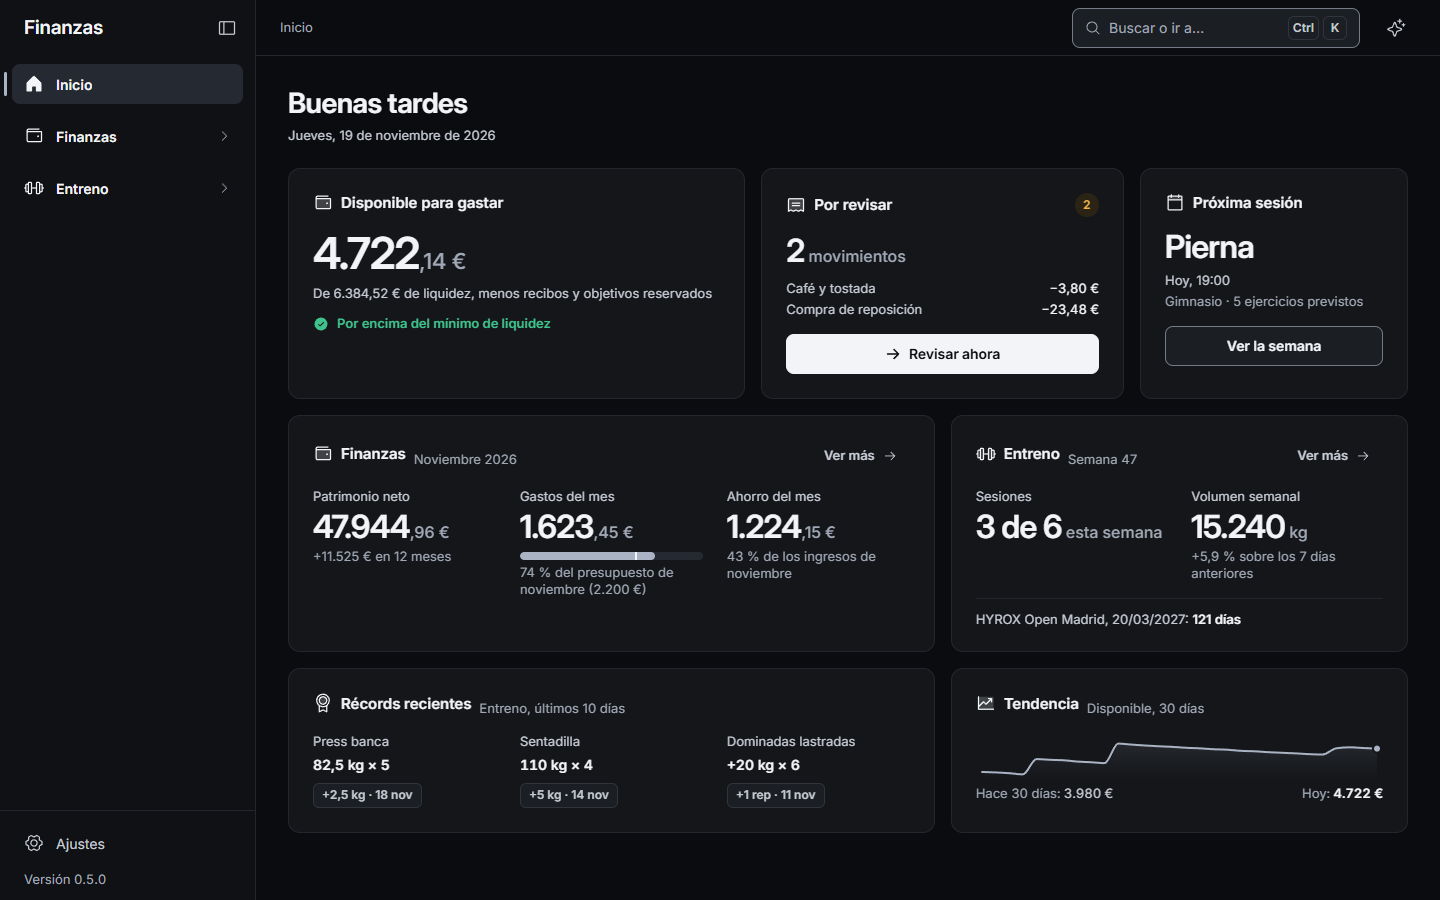 Finanzas
Inicio
Finanzas
Entreno
Ajustes
Versión 0.5.0
Inicio
Buscar o ir a...
Ctrl K
Buenas tardes
Jueves, 19 de noviembre de 2026
Disponible para gastar
4.722,14 €
De 6.384,52 € de liquidez, menos recibos y objetivos reservados
Por encima del mínimo de liquidez
Por revisar
2
2 movimientos
Café y tostada −3,80 €
Compra de reposición −23,48 €
Revisar ahora
Próxima sesión
Pierna
Hoy, 19:00
Gimnasio · 5 ejercicios previstos
Ver la semana
Finanzas Noviembre 2026
Ver más
Patrimonio neto
47.944,96 €
+11.525 € en 12 meses
Gastos del mes
1.623,45 €
74 % del presupuesto de
noviembre (2.200 €)
Ahorro del mes
1.224,15 €
43 % de los ingresos de
noviembre
Entreno Semana 47
Ver más
Sesiones
3 de 6 esta semana
Volumen semanal
15.240 kg
+5,9 % sobre los 7 días
anteriores
HYROX Open Madrid, 20/03/2027: 121 días
Récords recientes Entreno, últimos 10 días
Press banca
82,5 kg × 5
+2,5 kg · 18 nov
Sentadilla
110 kg × 4
+5 kg · 14 nov
Dominadas lastradas
+20 kg × 6
+1 rep · 11 nov
Tendencia Disponible, 30 días
Hace 30 días: 3.980 €
Hoy: 4.722 €